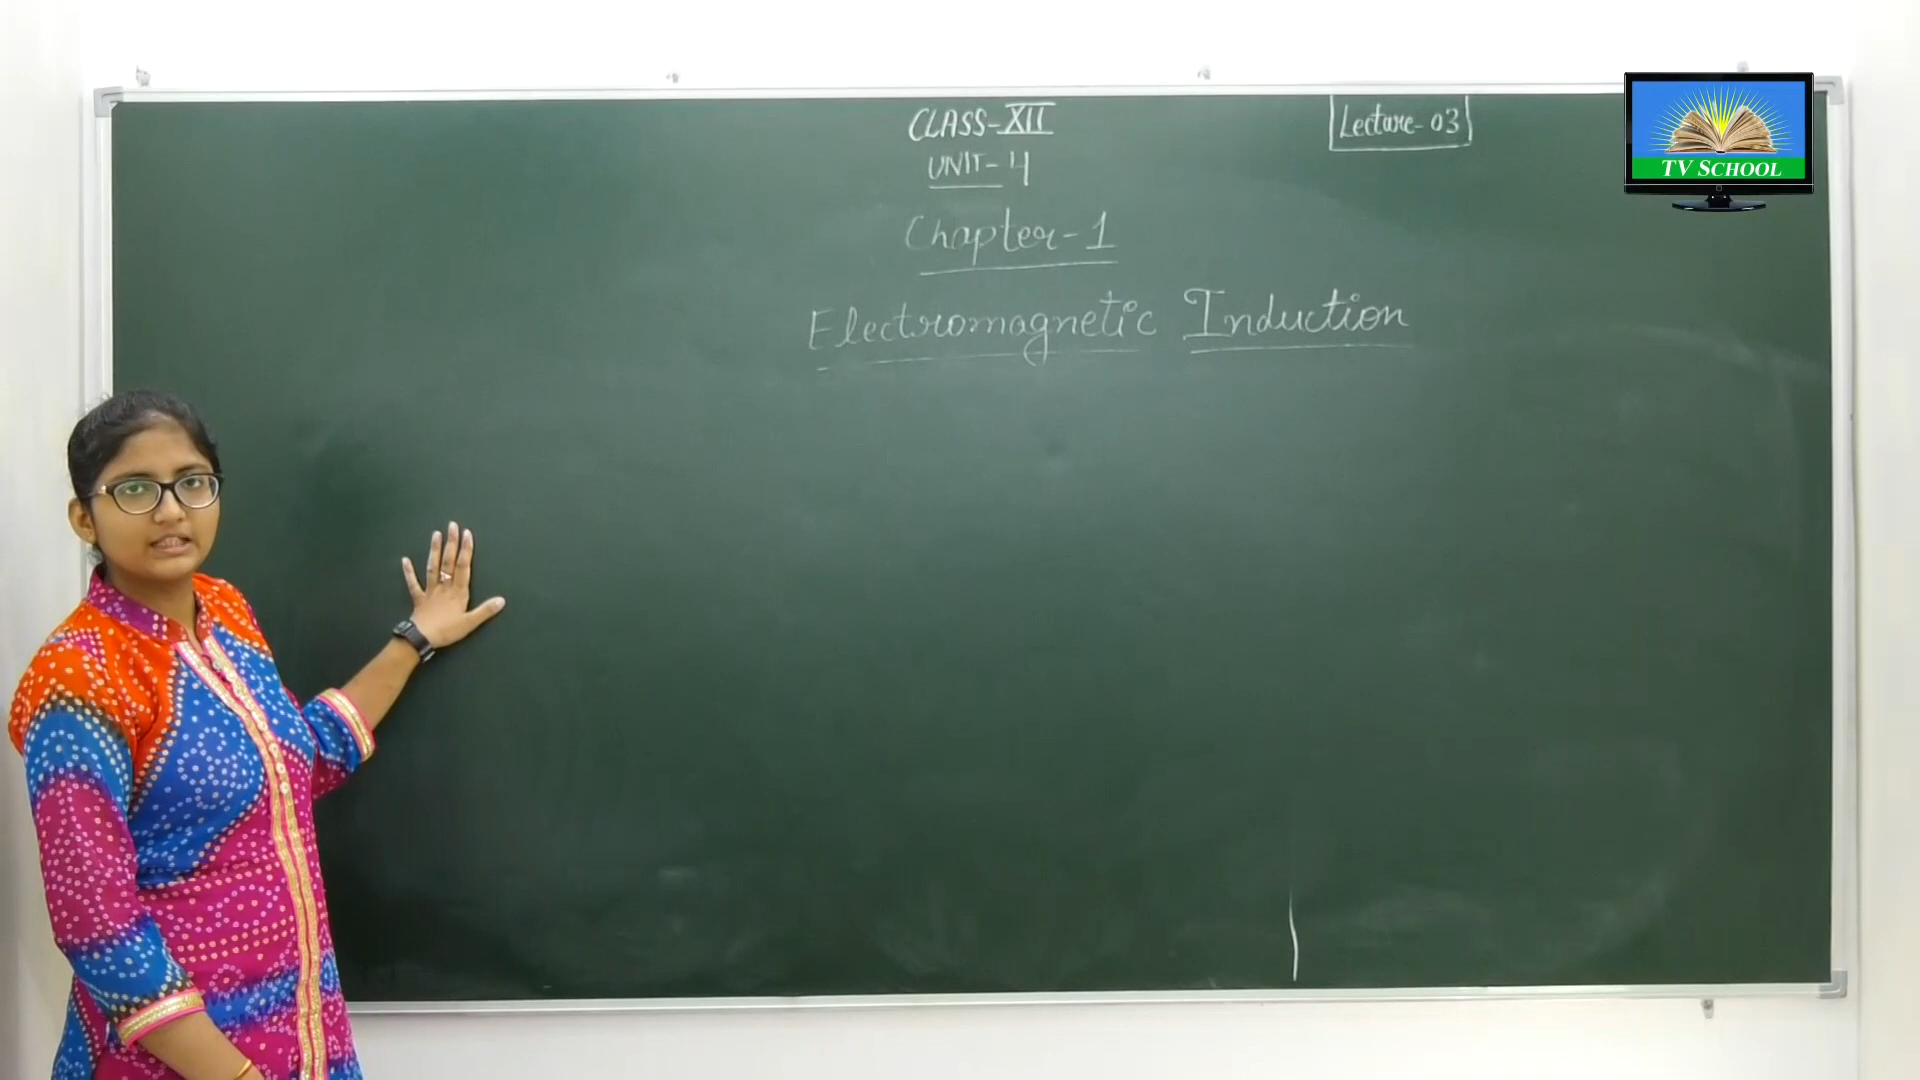 CLASS-XII
Lecture-03
UNIT-4
Chapter-1
Electromagnetic Induction
TV SCHOOL